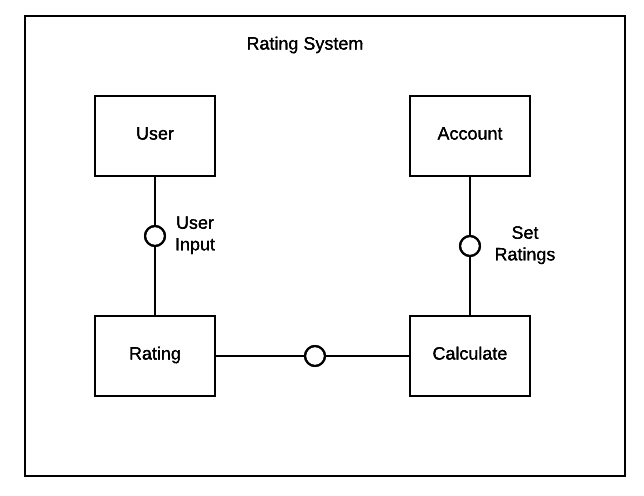 Rating System
User
Account
User
Input
Set
Ratings
Rating
Calculate